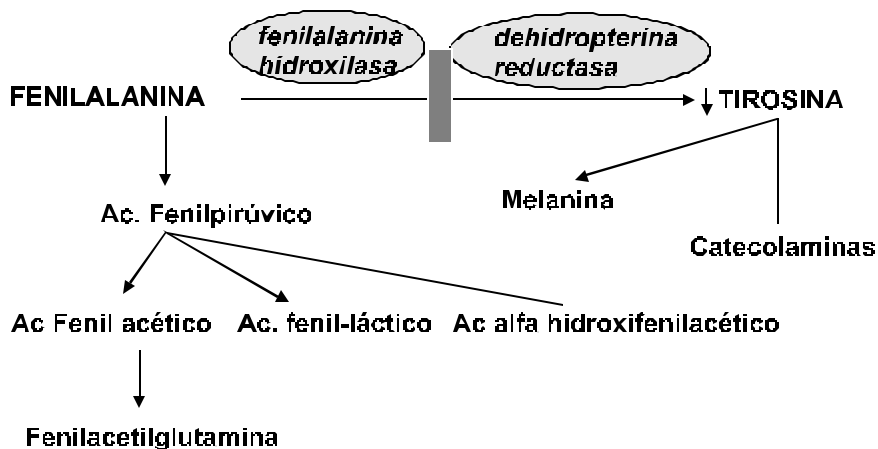 fenilalanina
hidroxilasa
dehidropterina
reductasa
FENILALANINA
TIROSINA
Melanina
Ac. Fenilpirúvico
Catecolaminas
Ac Fenil acético
Ac. fenil-láctico
Ac alfa hidroxifenilacético
Fenilacetilglutamina